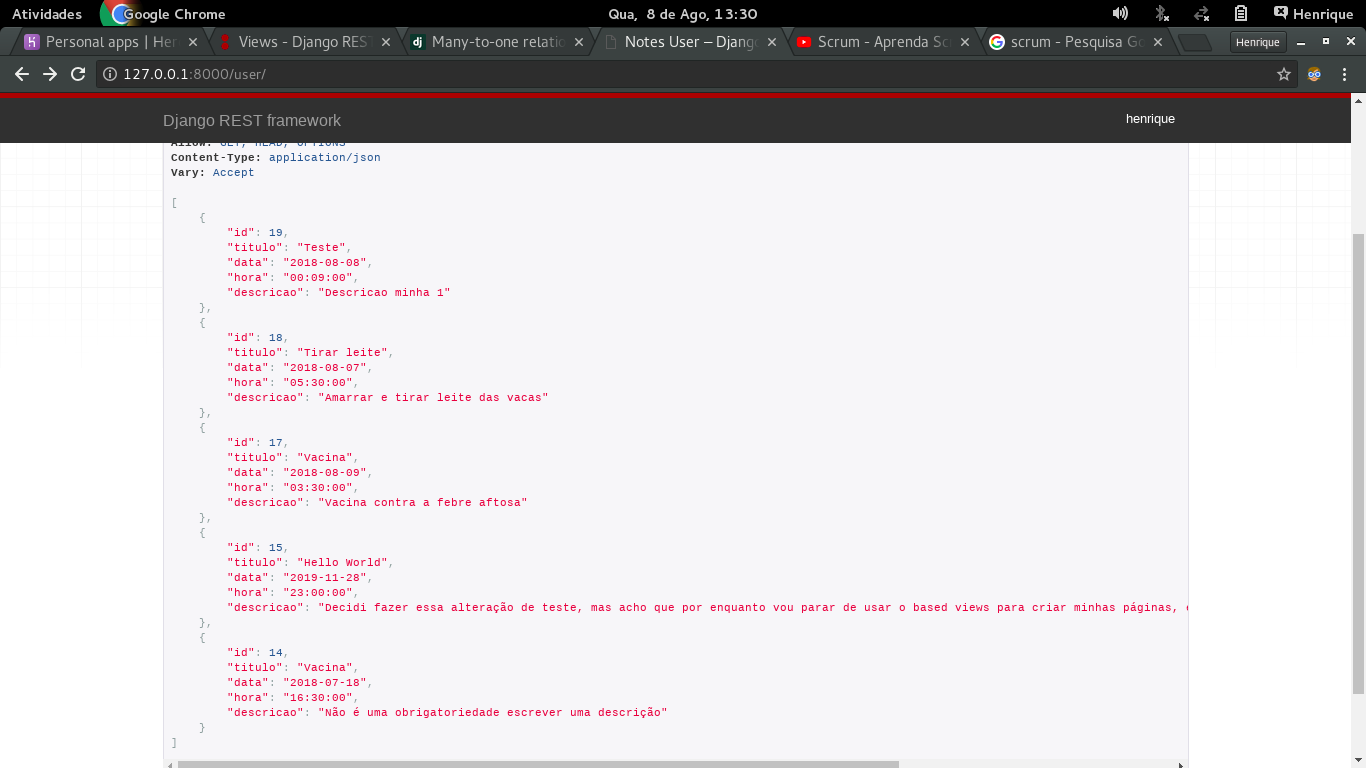 Atividades Google Chrome Qua, 8 de Ago, 13:30 Henrique
Personal apps | Her Views - Django REST Many-to-one relatio Notes User – Django Scrum - Aprenda Sc scrum - Pesquisa Go Henrique
127.0.0.1:8000/user/
Django REST framework henrique
Allow: GET, HEAD, OPTIONS
Content-Type: application/json
Vary: Accept
[
{
"id": 19,
"titulo": "Teste",
"data": "2018-08-08",
"hora": "00:09:00",
"descricao": "Descricao minha 1"
},
{
"id": 18,
"titulo": "Tirar leite",
"data": "2018-08-07",
"hora": "05:30:00",
"descricao": "Amarrar e tirar leite das vacas"
},
{
"id": 17,
"titulo": "Vacina",
"data": "2018-08-09",
"hora": "03:30:00",
"descricao": "Vacina contra a febre aftosa"
},
{
"id": 15,
"titulo": "Hello World",
"data": "2019-11-28",
"hora": "23:00:00",
"descricao": "Decidi fazer essa alteração de teste, mas acho que por enquanto vou parar de usar o based views para criar minhas páginas,
},
{
"id": 14,
"titulo": "Vacina",
"data": "2018-07-18",
"hora": "16:30:00",
"descricao": "Não é uma obrigatoriedade escrever uma descrição"
}
]